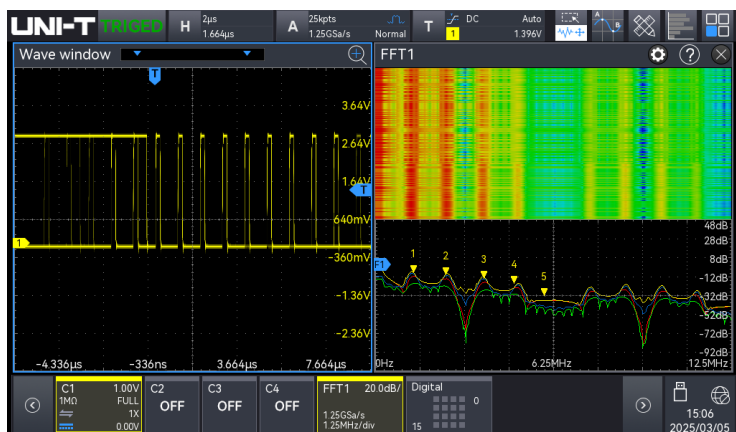 UNI-T TRIGED H 2µs 1.664µs A 25kpts 1.25GSa/s Normal T DC 1 Auto 1.396V
Wave window
T
3.64V
2.64V
1.64V
T
640mV
1
-360mV
-1.36V
-2.36V
-4.336µs -336ns 3.664µs 7.664µs
FFT1
48dB
28dB
8dB
-12dB
-32dB
-52dB
-72dB
-92dB
F1
1 2 3 4 5
0Hz 6.25MHz 12.5MHz
C1 1.00V
1MΩ FULL
1X
0.00V
C2
OFF
C3
OFF
C4
OFF
FFT1 20.0dB/
1.25GSa/s
1.25MHz/div
Digital
0
15
15:06
2025/03/05